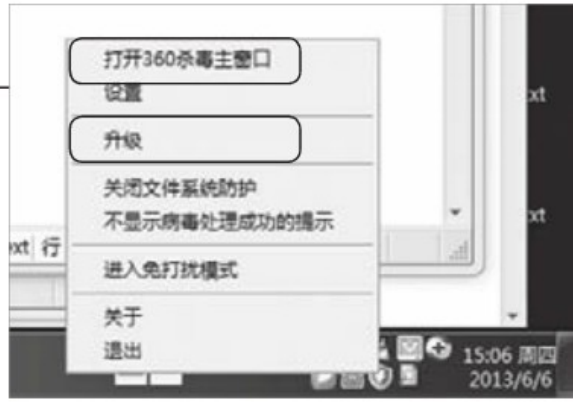 打开360杀毒主窗口
设置
升级
关闭文件系统防护
不显示病毒处理成功的提示
进入免打扰模式
关于
退出
xt
xt
ext 行
15:06 周四
2013/6/6